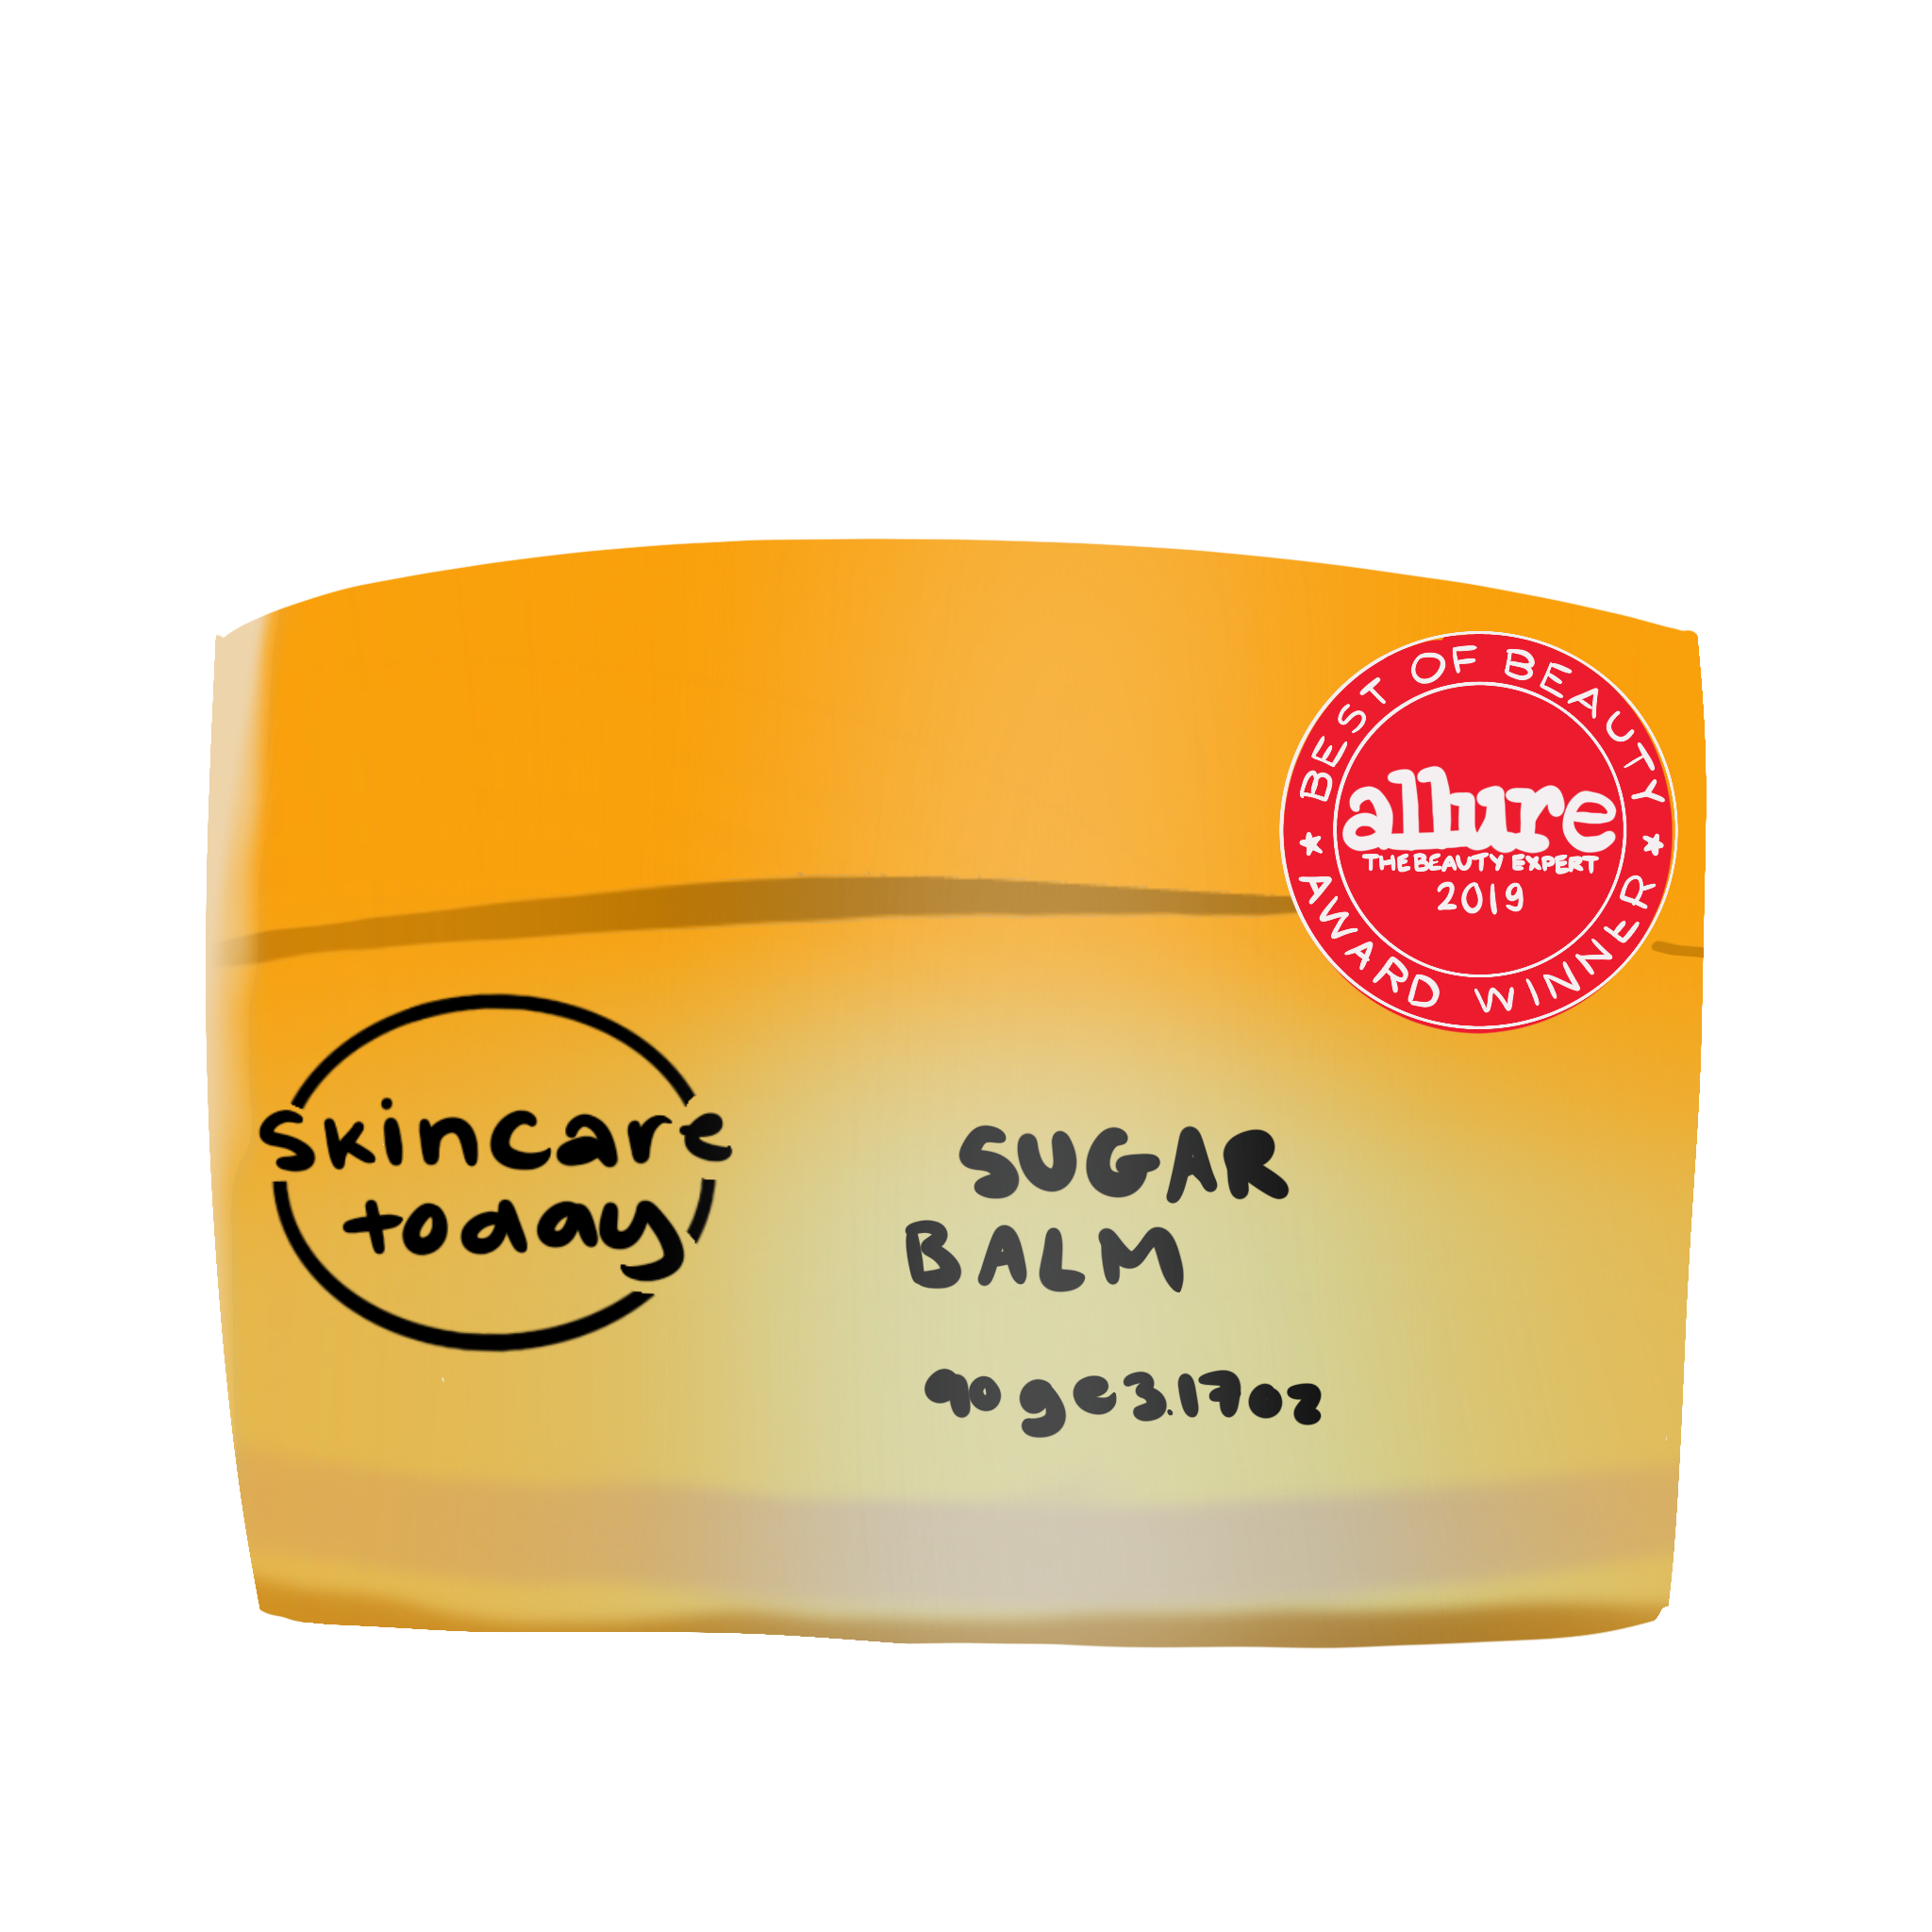 ★ BEST OF BEAUTY ★
allure
THE BEAUTY EXPERT
2019
AWARD WINNER
skincare
today
SUGAR
BALM
90 g e 3.17oz